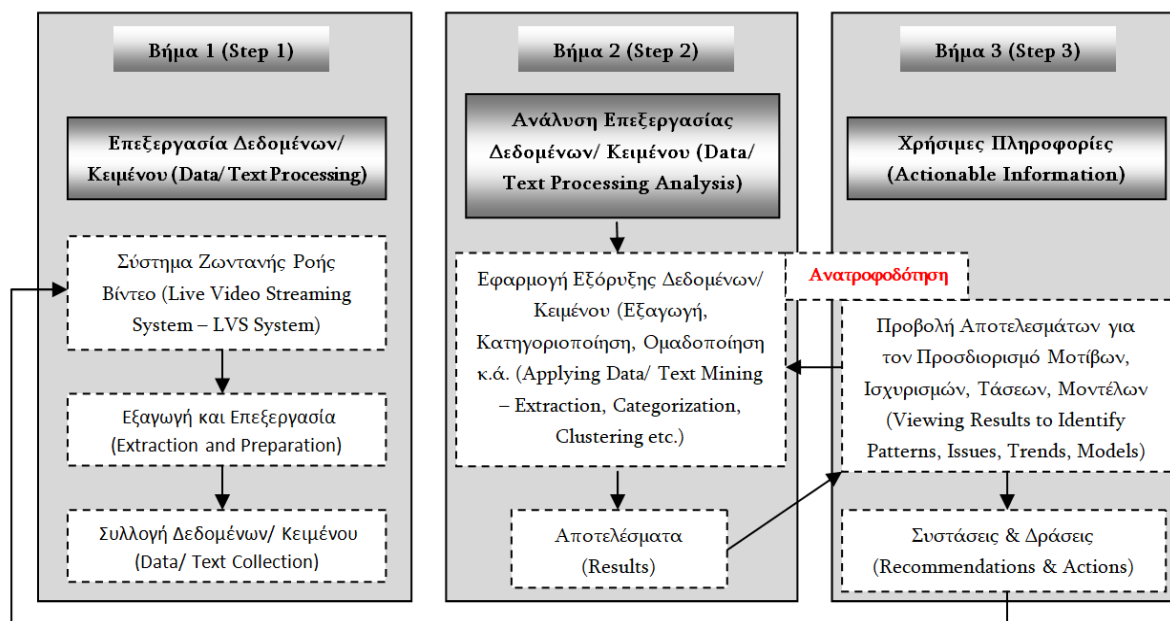 Βήμα 1 (Step 1)
Επεξεργασία Δεδομένων/
Κειμένου (Data/ Text Processing)
Σύστημα Ζωντανής Ροής
Βίντεο (Live Video Streaming
System – LVS System)
Εξαγωγή και Επεξεργασία
(Extraction and Preparation)
Συλλογή Δεδομένων/ Κειμένου
(Data/ Text Collection)
Βήμα 2 (Step 2)
Ανάλυση Επεξεργασίας
Δεδομένων/ Κειμένου (Data/
Text Processing Analysis)
Εφαρμογή Εξόρυξης Δεδομένων/
Κειμένου (Εξαγωγή,
Κατηγοριοποίηση, Ομαδοποίηση
κ.ά. (Applying Data/ Text Mining
– Extraction, Categorization,
Clustering etc.)
Αποτελέσματα
(Results)
Βήμα 3 (Step 3)
Χρήσιμες Πληροφορίες
(Actionable Information)
Ανατροφοδότηση
Προβολή Αποτελεσμάτων για
τον Προσδιορισμό Μοτίβων,
Ισχυρισμών, Τάσεων, Μοντέλων
(Viewing Results to Identify
Patterns, Issues, Trends, Models)
Συστάσεις & Δράσεις
(Recommendations & Actions)